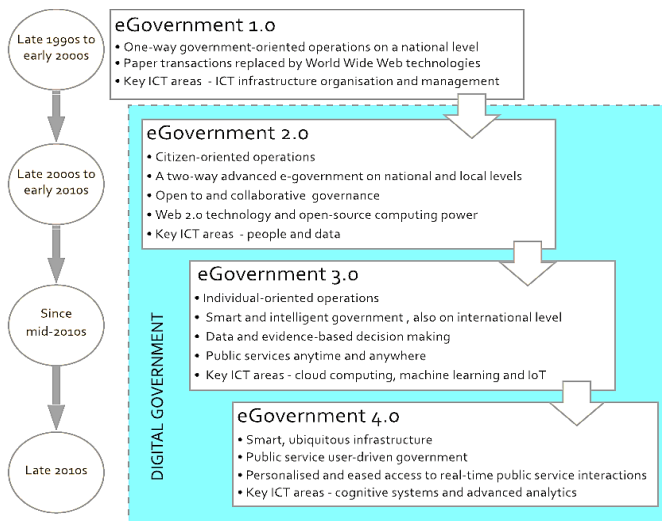 Late 1990s to
early 2000s
eGovernment 1.0
• One-way government-oriented operations on a national level
• Paper transactions replaced by World Wide Web technologies
• Key ICT areas - ICT infrastructure organisation and management
Late 2000s to
early 2010s
eGovernment 2.0
• Citizen-oriented operations
• A two-way advanced e-government on national and local levels
• Open to and collaborative governance
• Web 2.0 technology and open-source computing power
• Key ICT areas - people and data
Since
mid-2010s
eGovernment 3.0
• Individual-oriented operations
• Smart and intelligent government , also on international level
• Data and evidence-based decision making
• Public services anytime and anywhere
• Key ICT areas - cloud computing, machine learning and IoT
Late 2010s
eGovernment 4.0
• Smart, ubiquitous infrastructure
• Public service user-driven government
• Personalised and eased access to real-time public service interactions
• Key ICT areas - cognitive systems and advanced analytics
DIGITAL GOVERNMENT